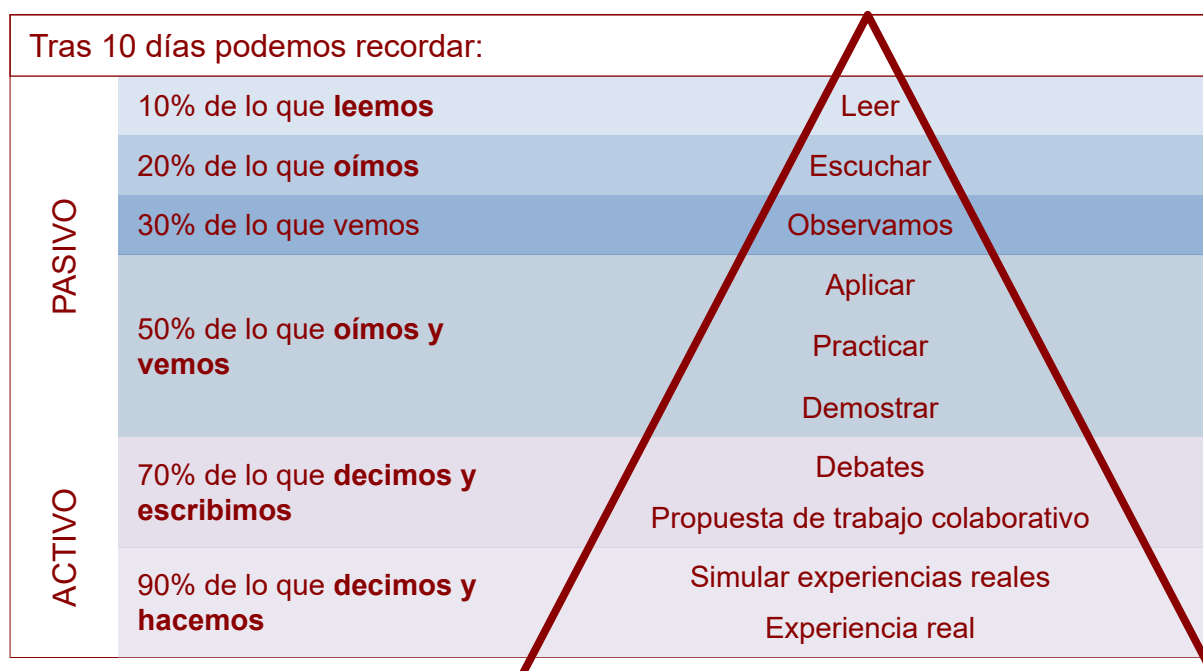 Tras 10 días podemos recordar:
PASIVO
10% de lo que leemos
Leer
20% de lo que oímos
Escuchar
30% de lo que vemos
Observamos
50% de lo que oímos y
vemos
Aplicar
Practicar
Demostrar
ACTIVO
70% de lo que decimos y
escribimos
Debates
Propuesta de trabajo colaborativo
90% de lo que decimos y
hacemos
Simular experiencias reales
Experiencia real